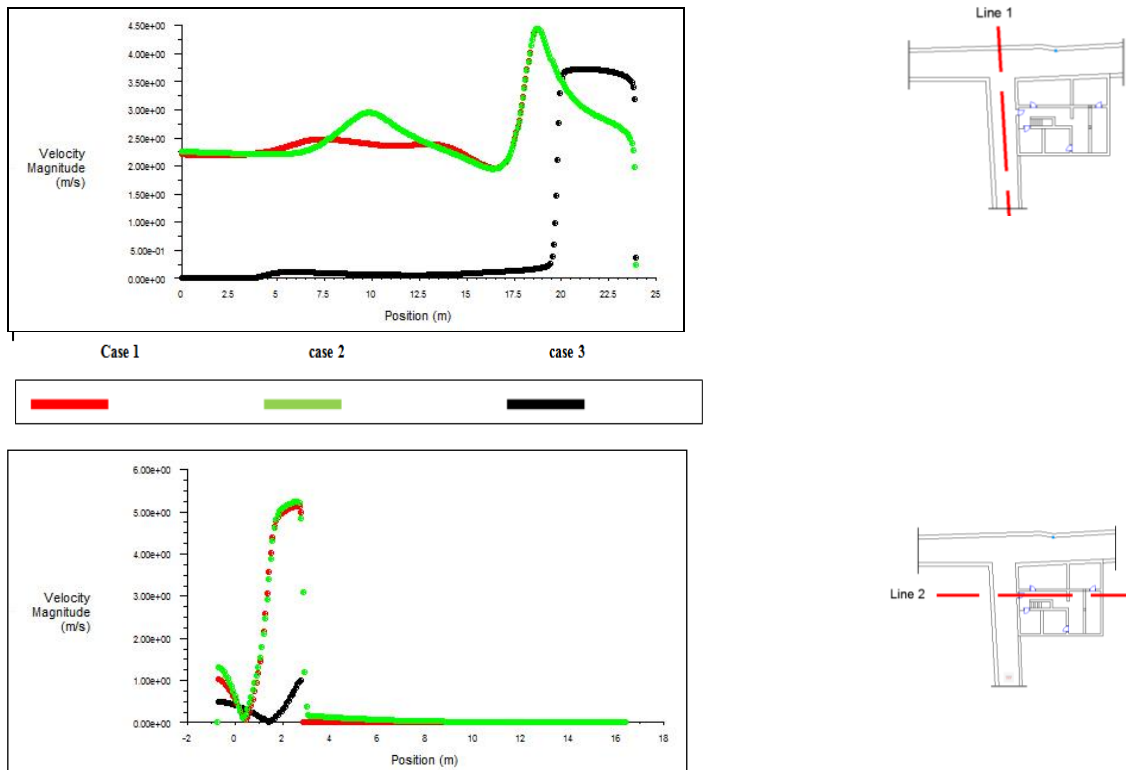 4.50e+00
4.00e+00
3.50e+00
3.00e+00
2.50e+00
2.00e+00
1.50e+00
1.00e+00
5.00e-01
0.00e+00
Velocity
Magnitude
(m/s)
0 2.5 5 7.5 10 12.5 15 17.5 20 22.5 25
Position (m)
Line 1
Case 1 case 2 case 3
6.00e+00
5.00e+00
4.00e+00
3.00e+00
2.00e+00
1.00e+00
0.00e+00
Velocity
Magnitude
(m/s)
-2 0 2 4 6 8 10 12 14 16 18
Position (m)
Line 2